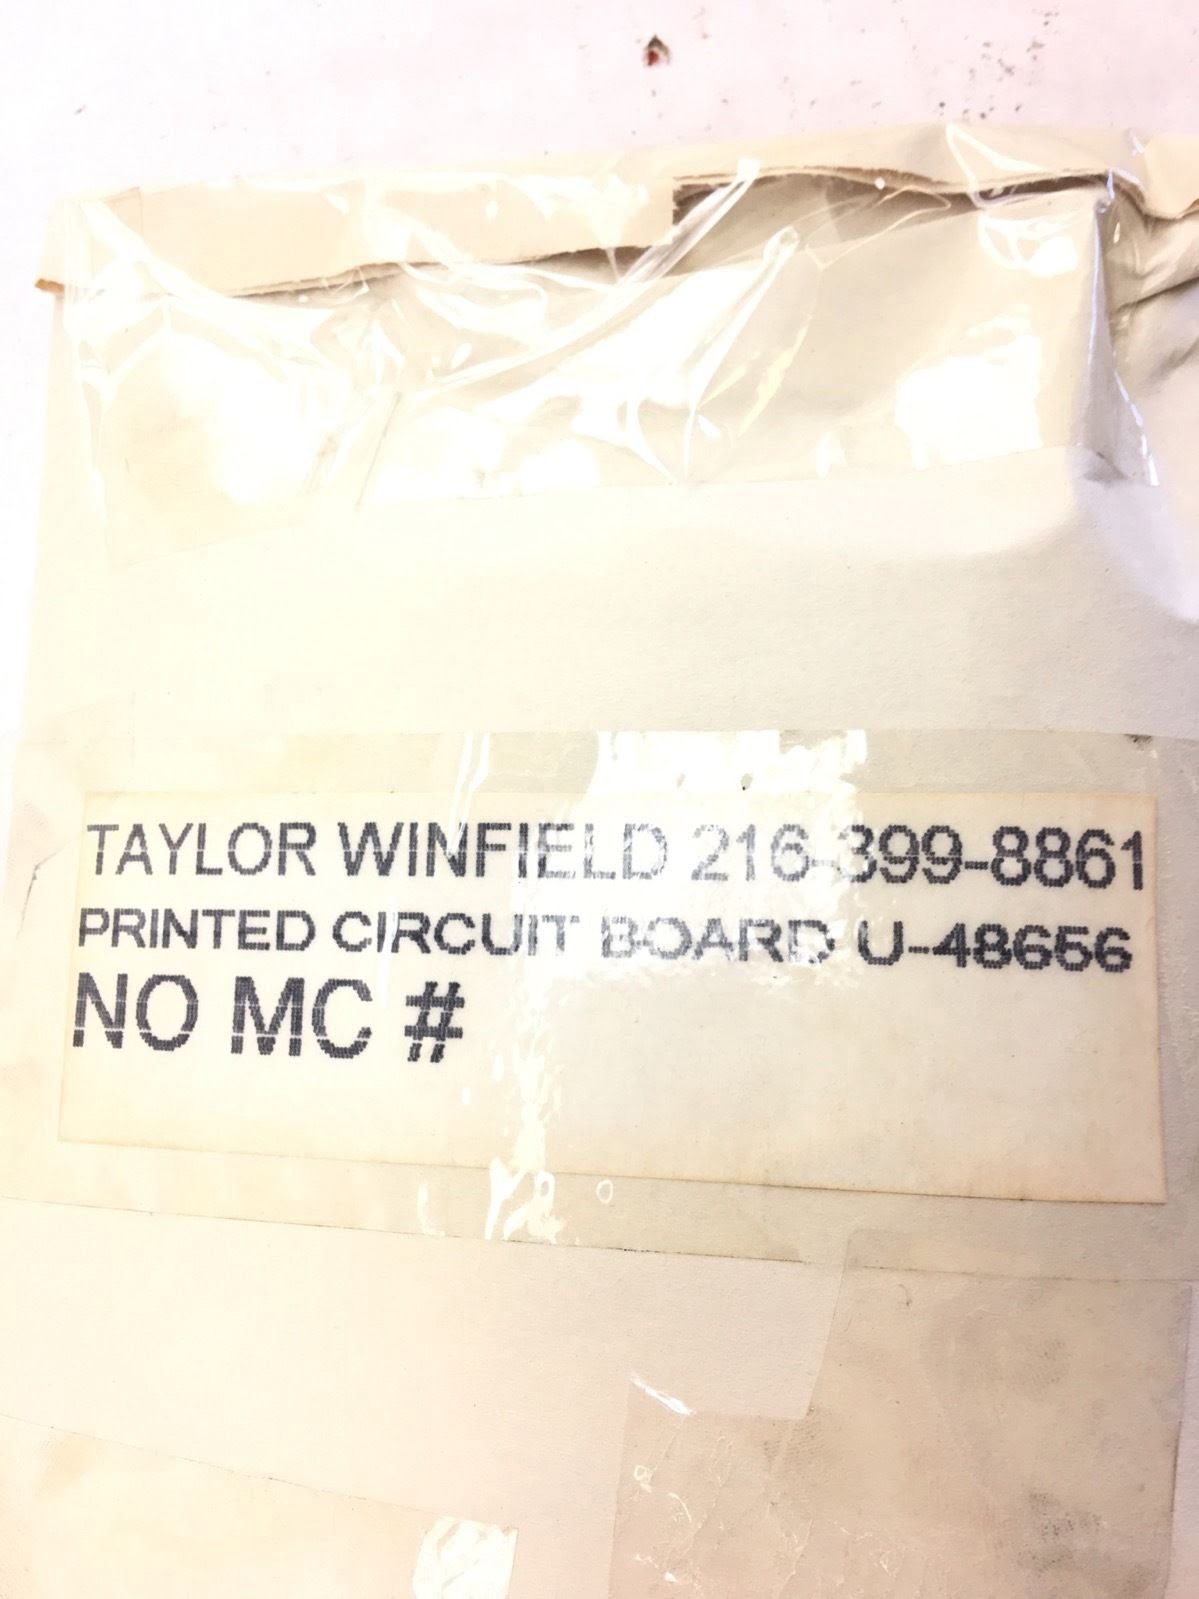 TAYLOR WINFIELD 216-399-8861
PRINTED CIRCUIT BOARD U-48656
NO MC #